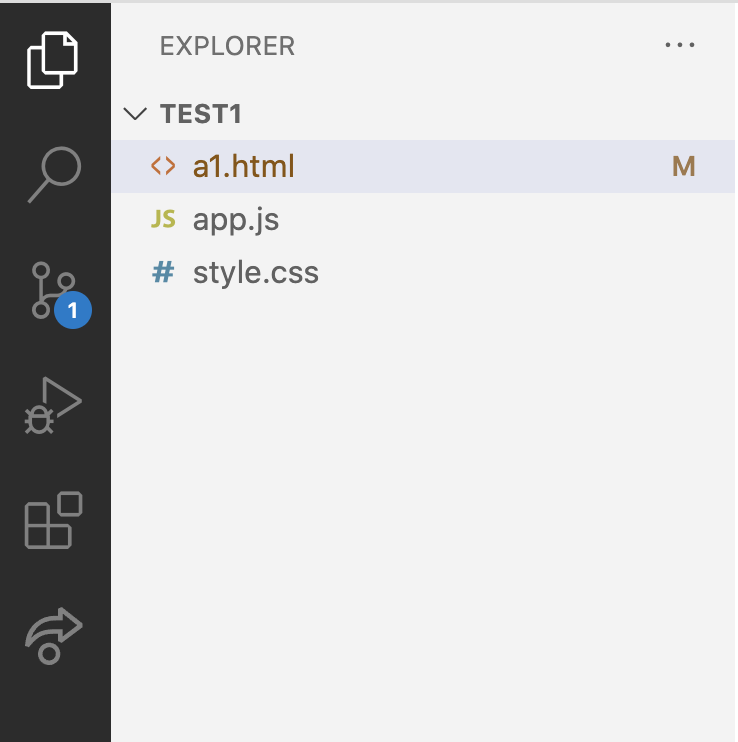 EXPLORER
TEST1
a1.html M
JS app.js
# style.css
1